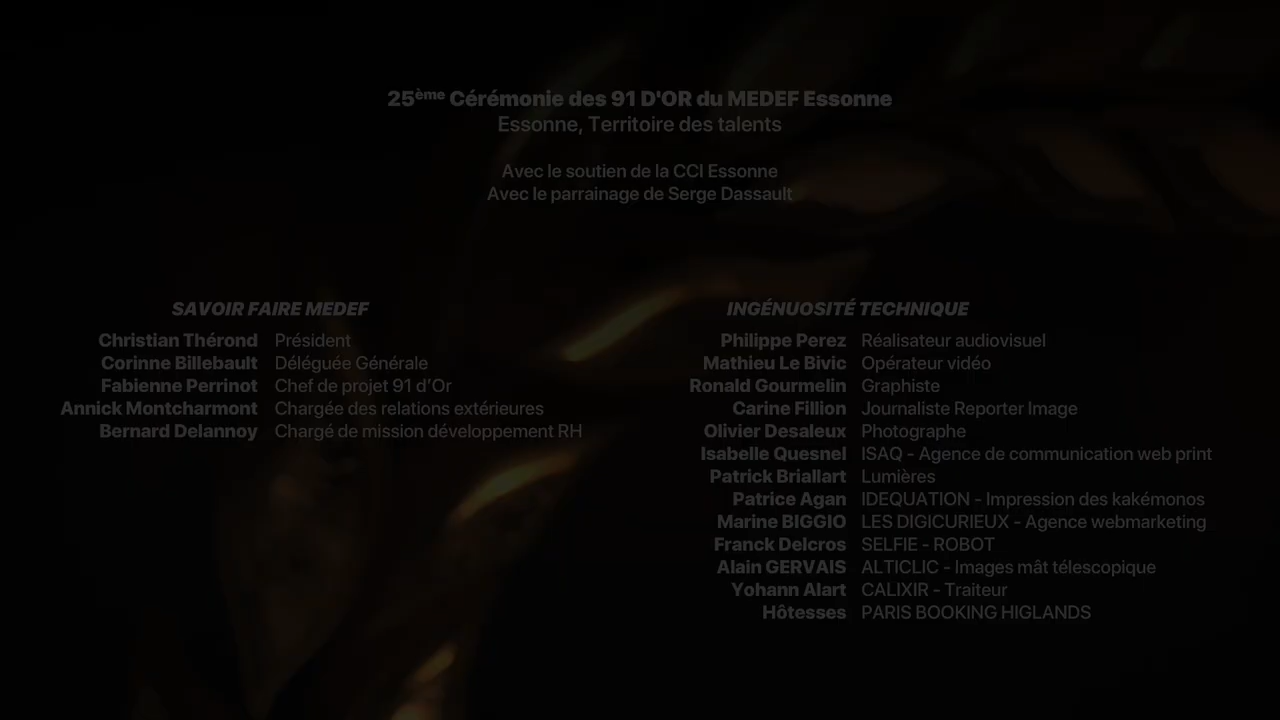 25ème Cérémonie des 91 D'OR du MEDEF Essonne
Essonne, Territoire des talents
Avec le soutien de la CCI Essonne
Avec le parrainage de Serge Dassault
SAVOIR FAIRE MEDEF
Christian Thérond Président
Corinne Billebault Déléguée Générale
Fabienne Perrinot Chef de projet 91 d’Or
Annick Montcharmont Chargée des relations extérieures
Bernard Delannoy Chargé de mission développement RH
INGÉNUOSITÉ TECHNIQUE
Philippe Perez Réalisateur audiovisuel
Mathieu Le Bivic Opérateur vidéo
Ronald Gourmelin Graphiste
Carine Fillion Journaliste Reporter Image
Olivier Desaleux Photographe
Isabelle Quesnel ISAQ - Agence de communication web print
Patrick Briallart Lumières
Patrice Agan IDEQUATION - Impression des kakémonos
Marine BIGGIO LES DIGICURIEUX - Agence webmarketing
Franck Delcros SELFIE - ROBOT
Alain GERVAIS ALTICLIC - Images mât télescopique
Yohann Alart CALIXIR - Traiteur
Hôtesses PARIS BOOKING HIGLANDS